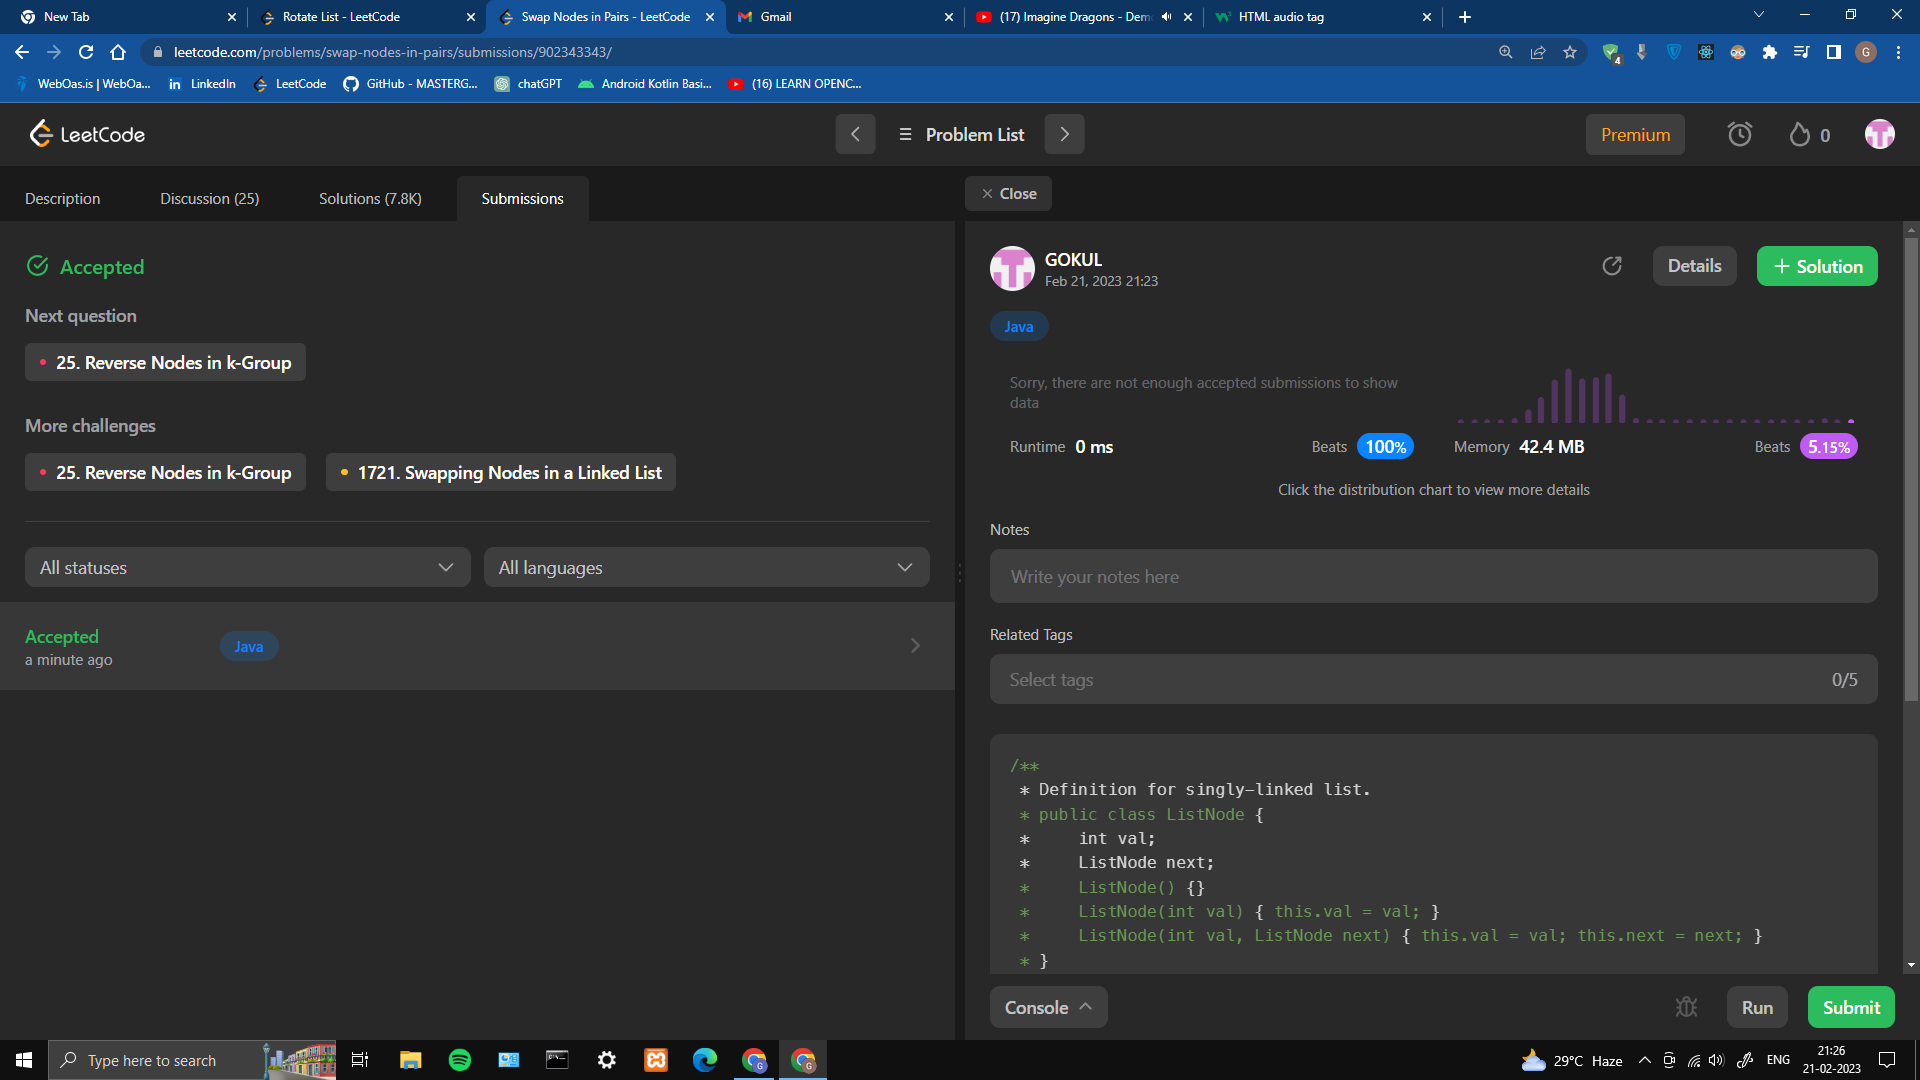 New Tab
Rotate List - LeetCode
Swap Nodes in Pairs - LeetCode
Gmail
(17) Imagine Dragons - Dem
HTML audio tag
leetcode.com/problems/swap-nodes-in-pairs/submissions/902343343/
4
G
WebOas.is | WebOa...
LinkedIn
LeetCode
GitHub - MASTERG...
chatGPT
Android Kotlin Basi...
(16) LEARN OPENC...
LeetCode
Problem List
Premium
0
Description
Discussion (25)
Solutions (7.8K)
Submissions
Close
Accepted
Next question
25. Reverse Nodes in k-Group
More challenges
25. Reverse Nodes in k-Group
1721. Swapping Nodes in a Linked List
All statuses
All languages
Accepted
a minute ago
Java
GOKUL
Feb 21, 2023 21:23
Details
+ Solution
Java
Sorry, there are not enough accepted submissions to show
data
Runtime 0 ms
Beats 100%
Memory 42.4 MB
Beats 5.15%
Click the distribution chart to view more details
Notes
Write your notes here
Related Tags
Select tags
0/5
/**
* Definition for singly-linked list.
* public class ListNode {
*     int val;
*     ListNode next;
*     ListNode() {}
*     ListNode(int val) { this.val = val; }
*     ListNode(int val, ListNode next) { this.val = val; this.next = next; }
* }
Console
Run
Submit
Type here to search
29°C Haze
ENG
21:26
21-02-2023